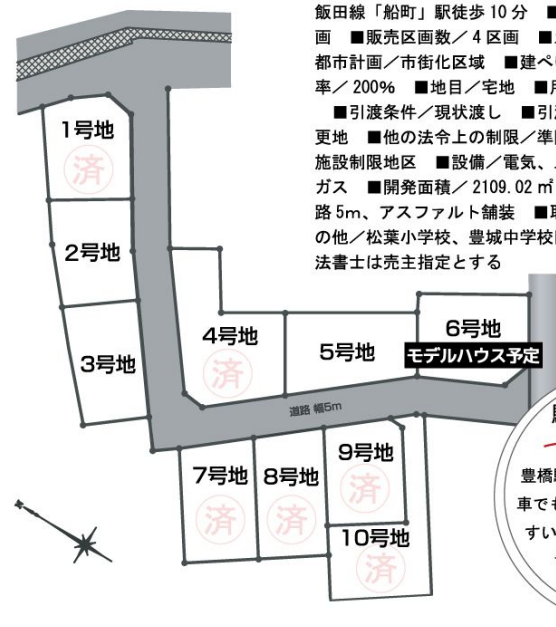 飯田線「船町」駅徒歩 10 分 ■
画 ■販売区画数／ 4 区画 ■
都市計画／市街化区域 ■建ぺ
率／ 200% ■地目／宅地 ■
■引渡条件／現状渡し ■引
更地 ■他の法令上の制限／準
施設制限地区 ■設備／電気、
ガス ■開発面積／ 2109.02 ㎡
路 5m、アスファルト舗装 ■
の他／松葉小学校、豊城中学校
法書士は売主指定とする
1号地
済
2号地
3号地
4号地
済
5号地
6号地
モデルハウス予定
道路 幅5m
7号地
済
8号地
済
9号地
済
10号地
済
豊橋
車でも
すい